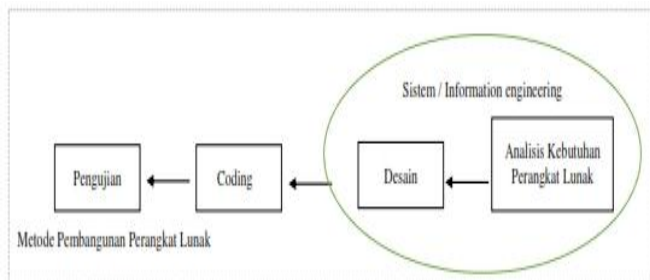 Sistem / Information engineering
Analisis Kebutuhan
Perangkat Lunak
Desain
Coding
Pengujian
Metode Pembangunan Perangkat Lunak